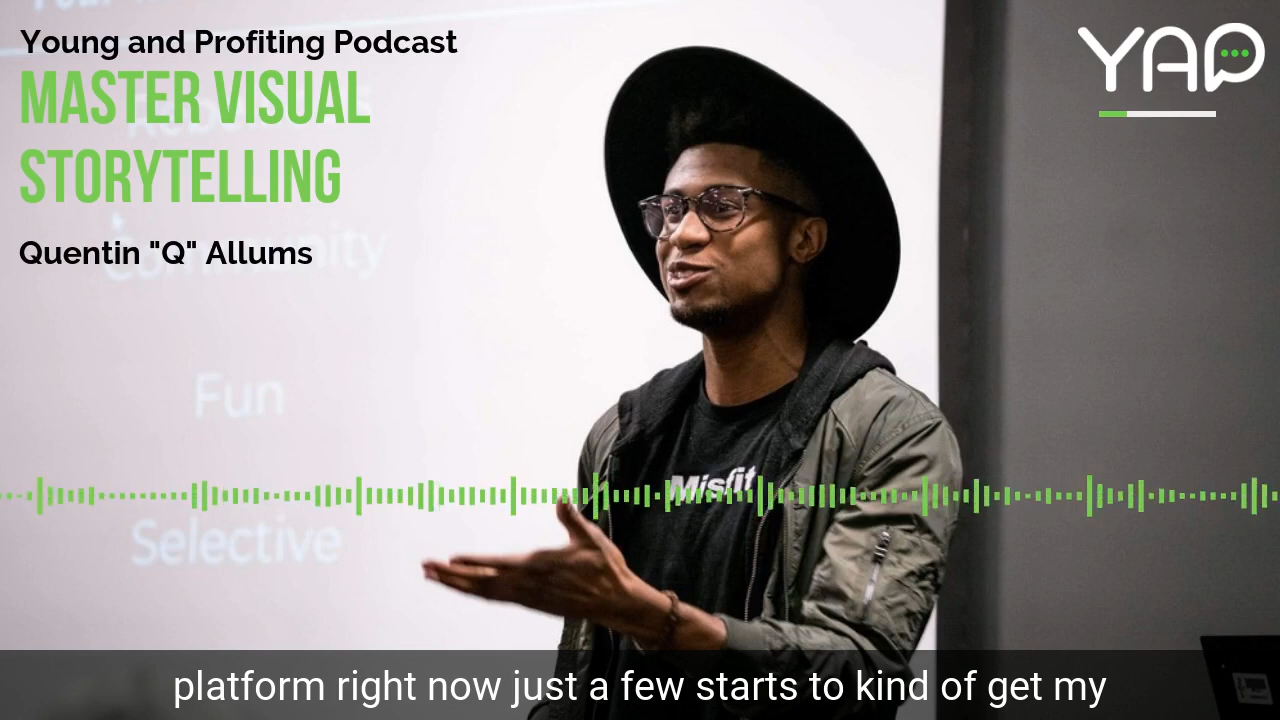 Young and Profiting Podcast
YAP
MASTER VISUAL
STORYTELLING
Quentin "Q" Allums
Fun
Misfit
Selective
platform right now just a few starts to kind of get my